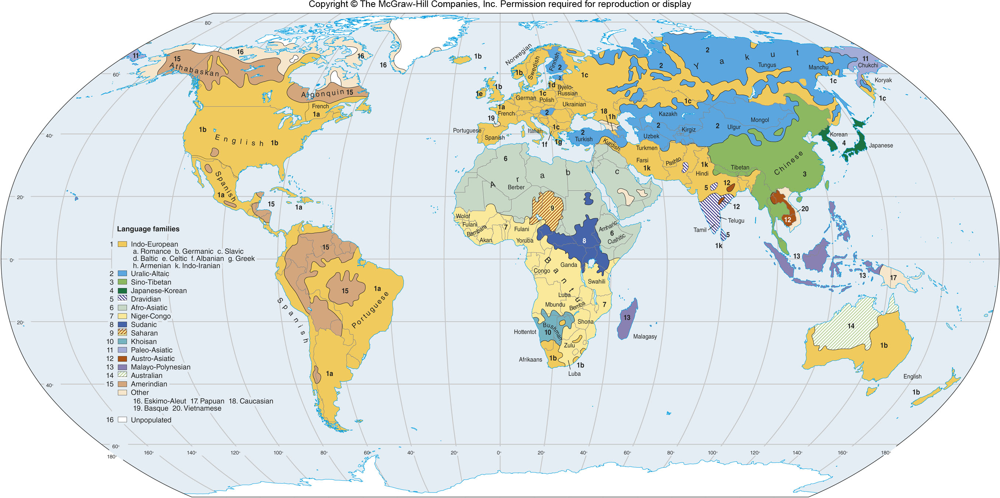 Copyright © The McGraw-Hill Companies, Inc. Permission required for reproduction or display
80°
60°
40°
20°
0°
20°
40°
60°
180°
160°
140°
120°
100°
80°
60°
40°
20°
0°
20°
40°
60°
80°
100°
120°
140°
160°
180°
11
15
Athabaskan
16
16
16
Algonquin 15
French
1a
1b
English 1b
Spanish
1a
15
1a
15
15
1a
Portuguese
Spanish
1a
1b
Norwegian
1b
Swedish
Finnish
2
2
1c
1b
1e
1d
Byelo-
Russian
1c
German
Polish
Ukrainian
1a
French
2
19
18
1h
Portuguese
Spanish
Italian
1c
1f
1g
2
Turkish
Kurdish
2
Yakut
2
Tungus
Manchu
11
Chukchi
1c
Koryak
1c
1c
Kazakh
2
Uzbek
Kirgiz
2
Ulgur
Mongol
Turkmen
Farsi
1k
Pashto
1k
Hindi
Tibetan
Chinese
3
Korean
4
Japanese
5
12
12
Telugu
Tamil
5
1k
20
12
13
13
17
6
Arabic
Berber
9
Wolof
Fulani
Bambara
7
Fulani
Akan
Yoruba
8
Amharic
6
Cushitic
Bantu
Congo
Ganda
Swahili
Luba
Mbundu
Bemba
7
Shona
Bushman
10
Hottentot
Zulu
Afrikaans
1b
1b
Luba
13
Malagasy
14
1b
English
1b
Language families
1 Indo-European
a. Romance b. Germanic c. Slavic
d. Baltic e. Celtic f. Albanian g. Greek
h. Armenian k. Indo-Iranian
2 Uralic-Altaic
3 Sino-Tibetan
4 Japanese-Korean
5 Dravidian
6 Afro-Asiatic
7 Niger-Congo
8 Sudanic
9 Saharan
10 Khoisan
11 Paleo-Asiatic
12 Austro-Asiatic
13 Malayo-Polynesian
14 Australian
15 Amerindian
Other
16. Eskimo-Aleut 17. Papuan 18. Caucasian
19. Basque 20. Vietnamese
16 Unpopulated